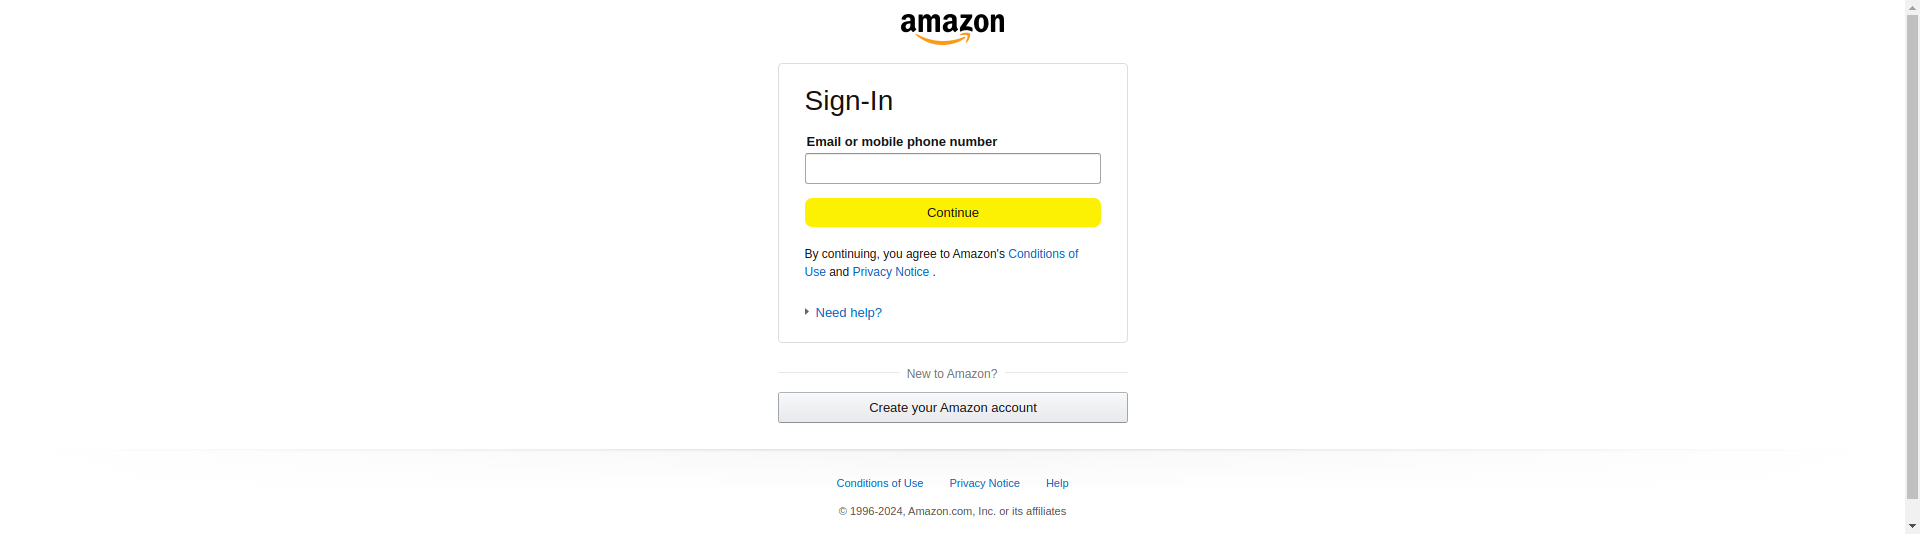 amazon
Sign-In
Email or mobile phone number
Continue
By continuing, you agree to Amazon's Conditions of
Use and Privacy Notice .
Need help?
New to Amazon?
Create your Amazon account
Conditions of Use Privacy Notice Help
© 1996-2024, Amazon.com, Inc. or its affiliates